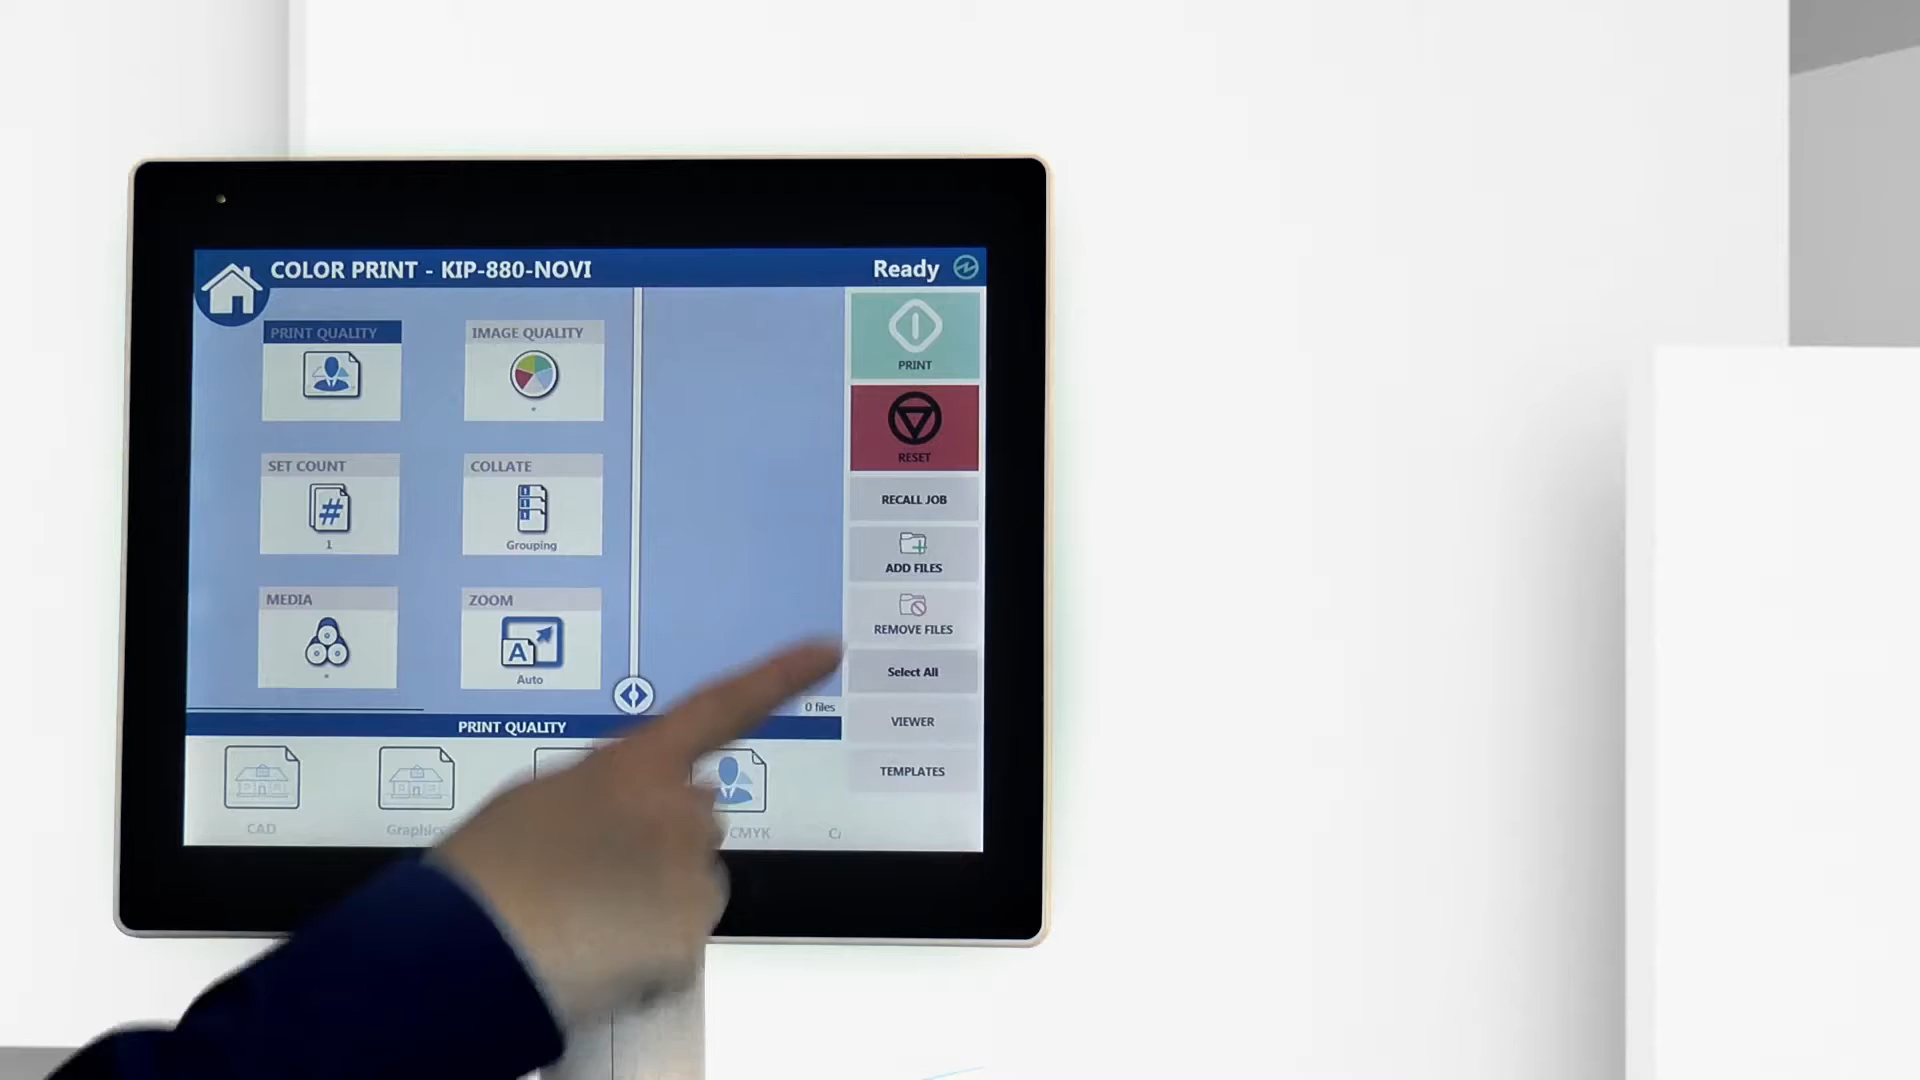 COLOR PRINT - KIP-880-NOVI
Ready
PRINT QUALITY
IMAGE QUALITY
PRINT
RESET
SET COUNT
1
COLLATE
Grouping
RECALL JOB
ADD FILES
MEDIA
ZOOM
Auto
REMOVE FILES
Select All
0 files
PRINT QUALITY
VIEWER
TEMPLATES
CAD
Graphic
CMYK